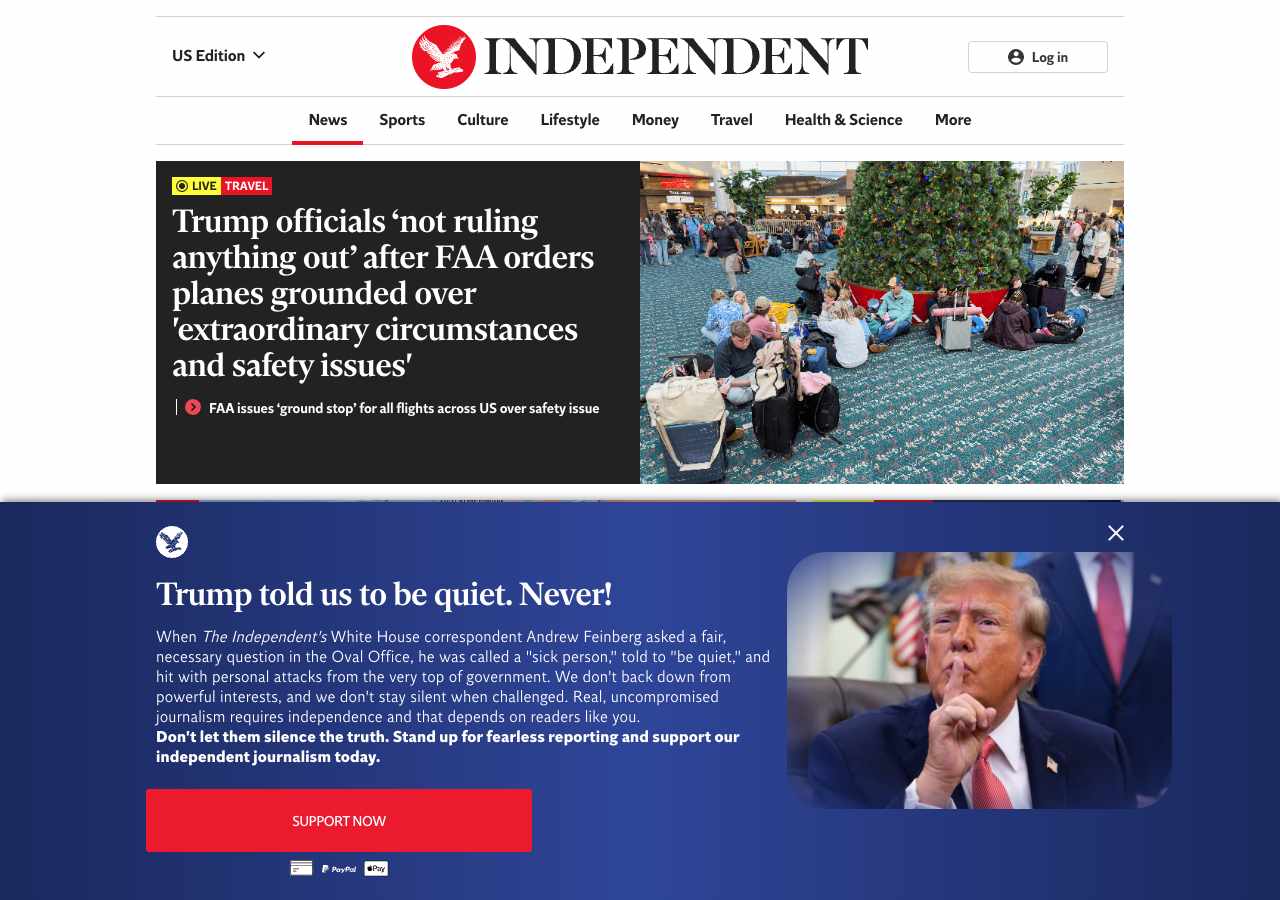 US Edition
INDEPENDENT
Log in
News
Sports
Culture
Lifestyle
Money
Travel
Health & Science
More
LIVE TRAVEL
Trump officials ‘not ruling
anything out’ after FAA orders
planes grounded over
'extraordinary circumstances
and safety issues'
FAA issues ‘ground stop’ for all flights across US over safety issue
Trump told us to be quiet. Never!
When The Independent's White House correspondent Andrew Feinberg asked a fair,
necessary question in the Oval Office, he was called a "sick person," told to "be quiet," and
hit with personal attacks from the very top of government. We don't back down from
powerful interests, and we don't stay silent when challenged. Real, uncompromised
journalism requires independence and that depends on readers like you.
Don't let them silence the truth. Stand up for fearless reporting and support our
independent journalism today.
SUPPORT NOW
PayPal
Pay